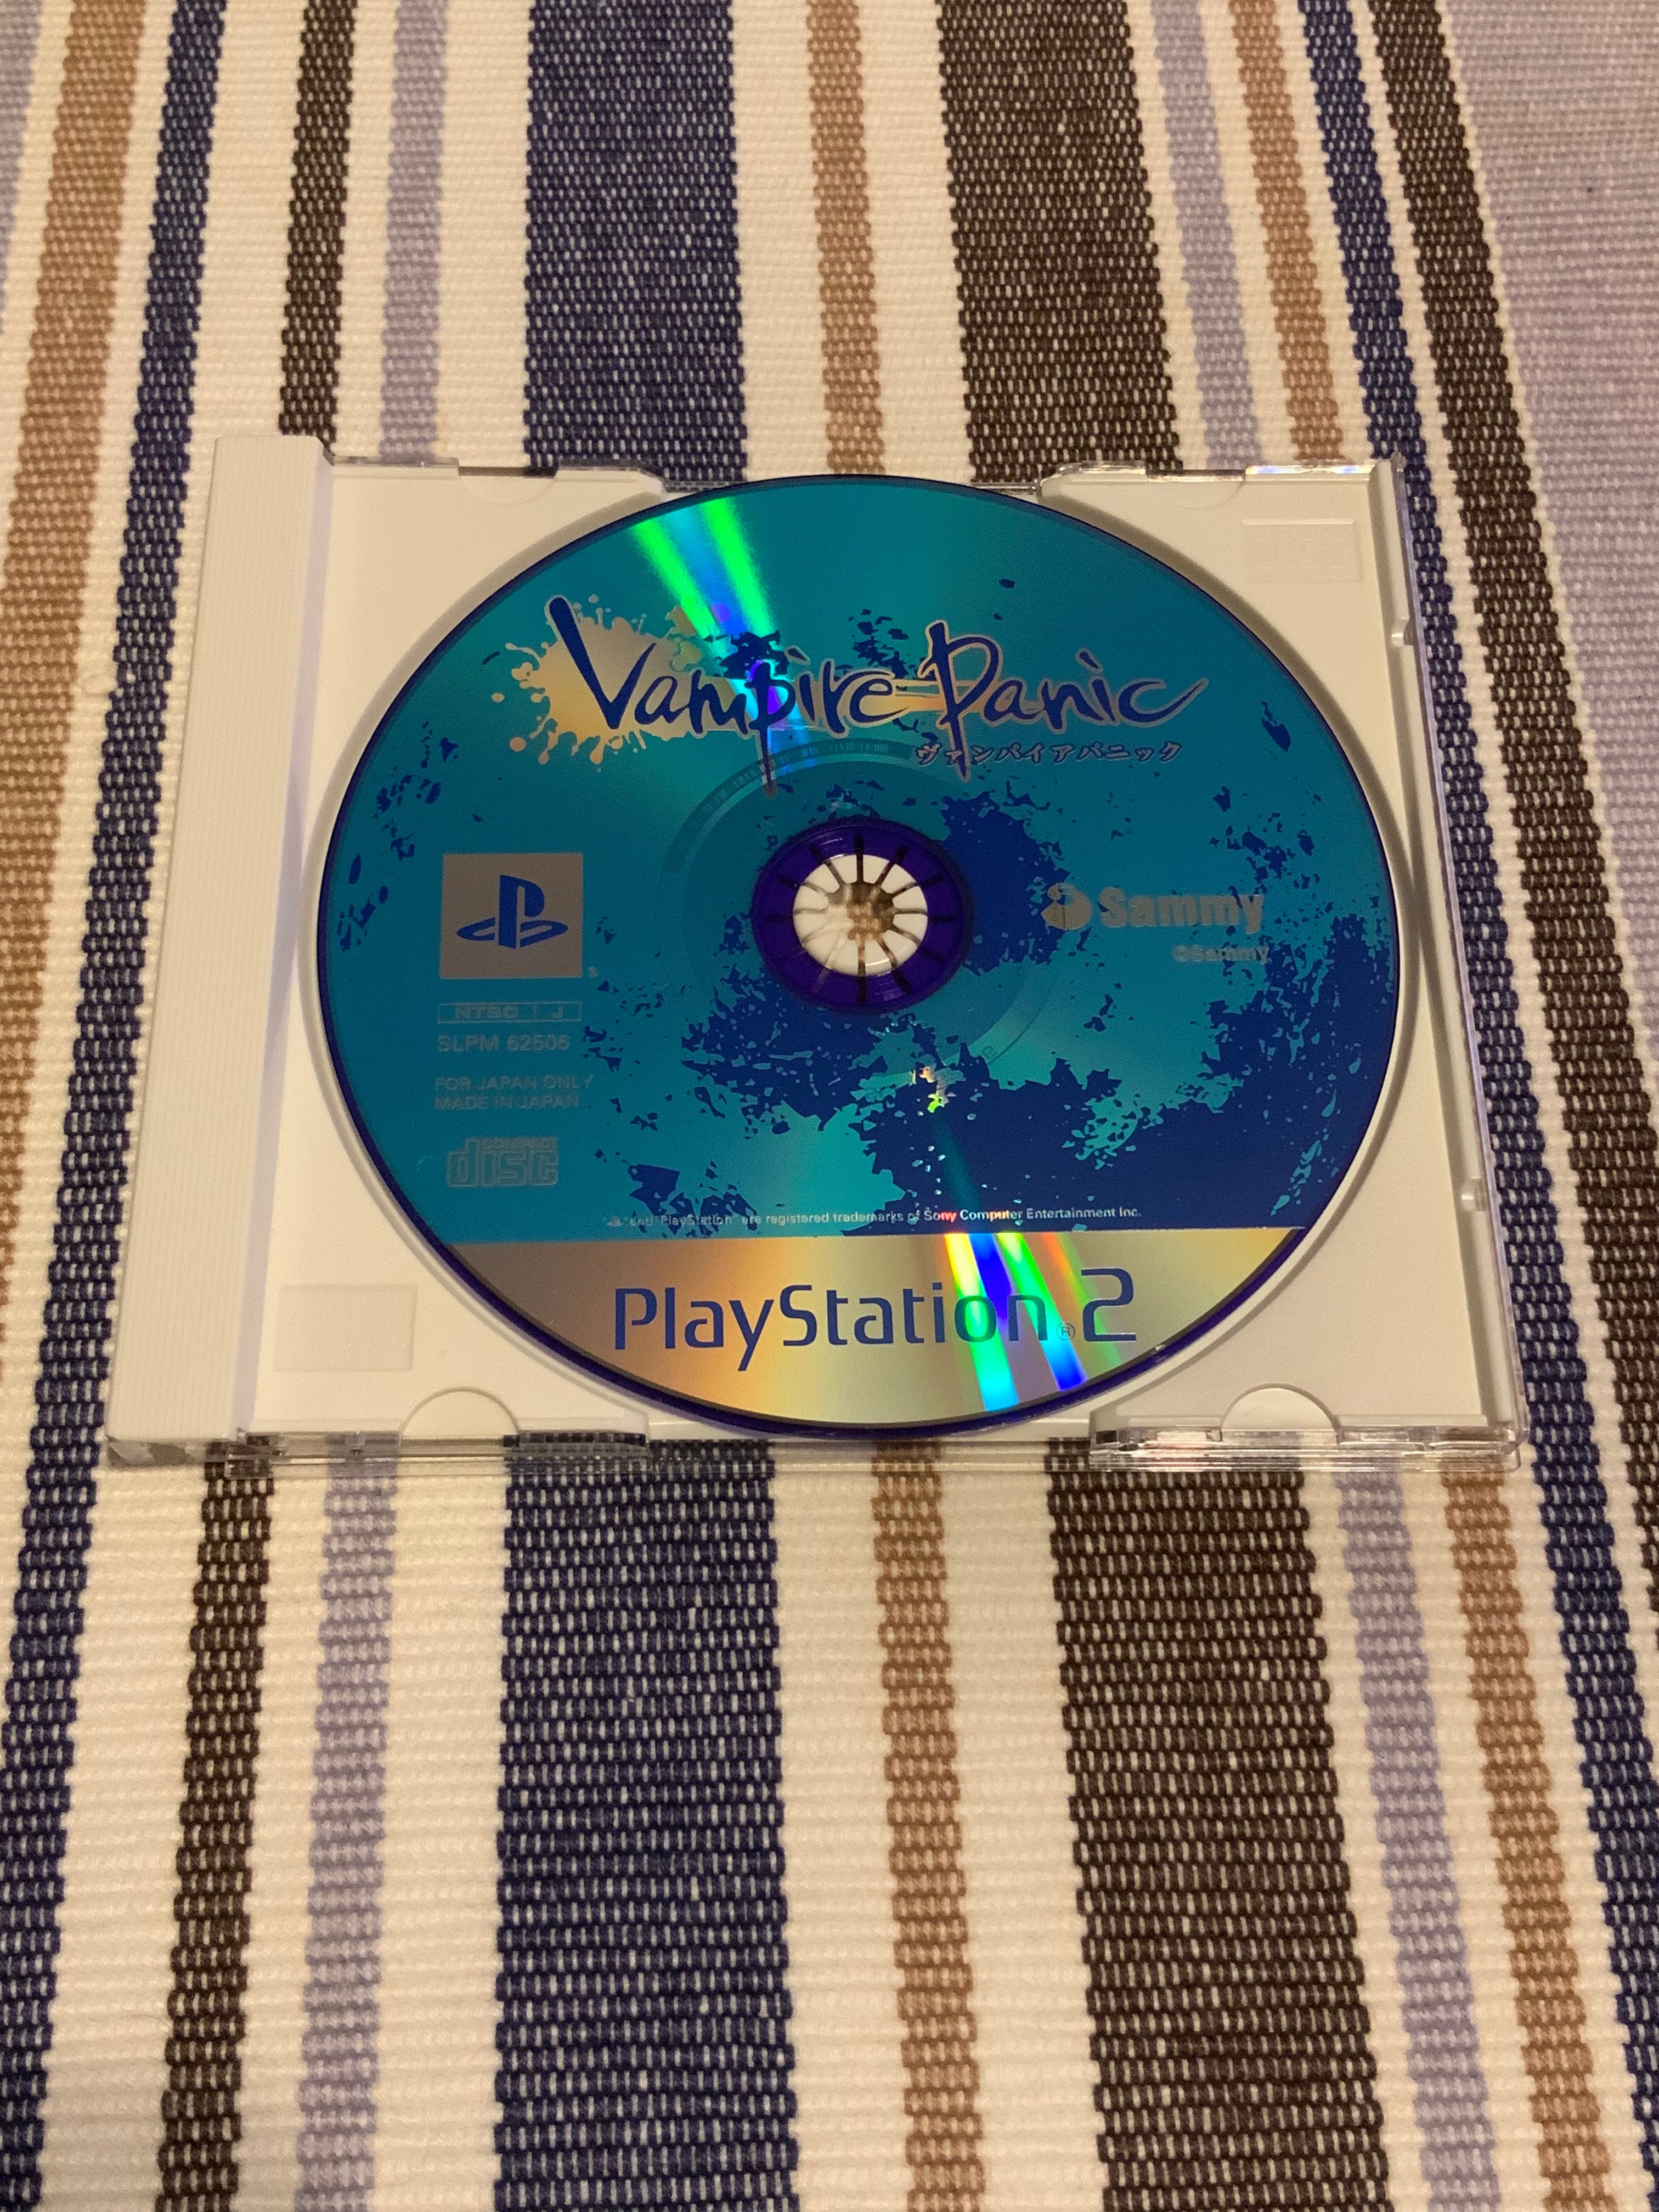 Vampire Panic
ヴァンパイアパニック
Sammy
©Sammy
NTSC J
SLPM 62506
FOR JAPAN ONLY
MADE IN JAPAN
COMPACT
disc
" " and "PlayStation" are registered trademarks of Sony Computer Entertainment Inc.
PlayStation®2